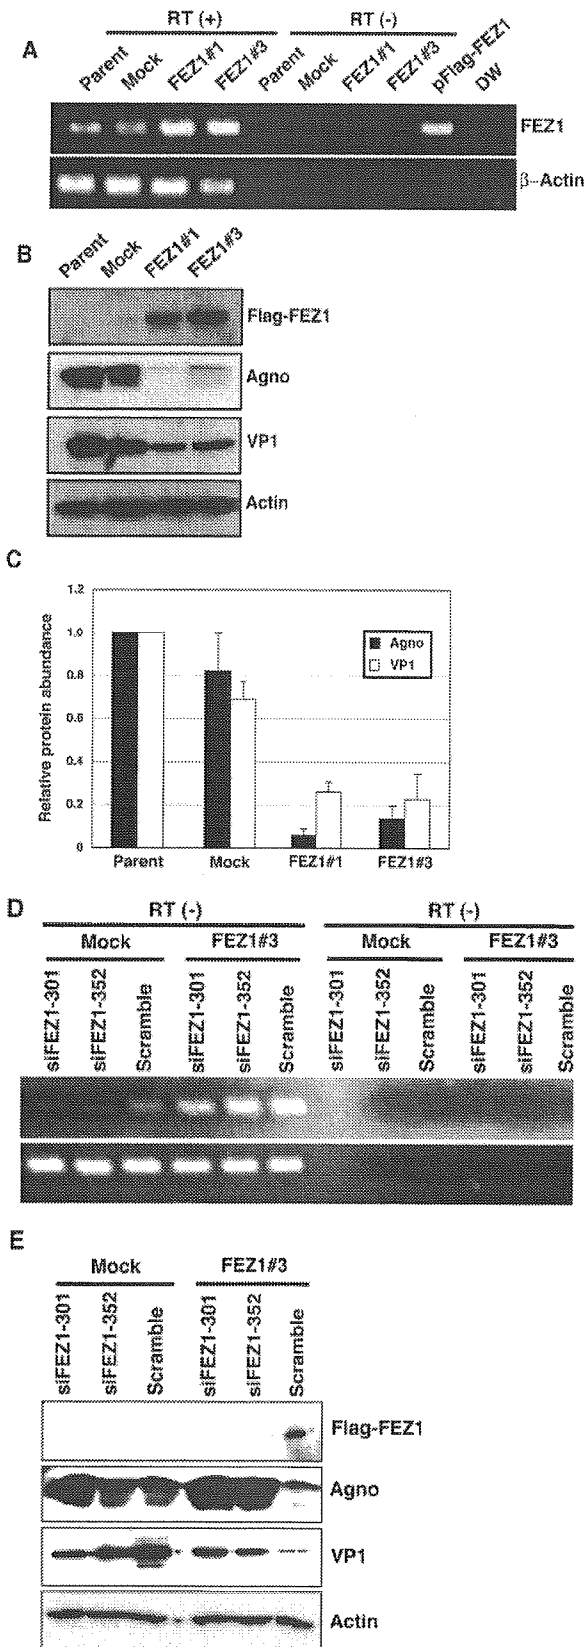 A
RT (+) RT (-)
Parent Mock FEZ1#1 FEZ1#3 Parent Mock FEZ1#1 FEZ1#3 pFlag-FEZ1 DW
FEZ1
β-Actin
B
Parent Mock FEZ1#1 FEZ1#3
Flag-FEZ1
Agno
VP1
Actin
C
Relative protein abundance
1.2
1.0
0.8
0.6
0.4
0.2
0
Agno
VP1
Parent Mock FEZ1#1 FEZ1#3
D
RT (-) RT (-)
Mock FEZ1#3 Mock FEZ1#3
siFEZ1-301 siFEZ1-352 Scramble siFEZ1-301 siFEZ1-352 Scramble siFEZ1-301 siFEZ1-352 Scramble siFEZ1-301 siFEZ1-352 Scramble
E
Mock FEZ1#3
siFEZ1-301 siFEZ1-352 Scramble siFEZ1-301 siFEZ1-352 Scramble
Flag-FEZ1
Agno
VP1
Actin